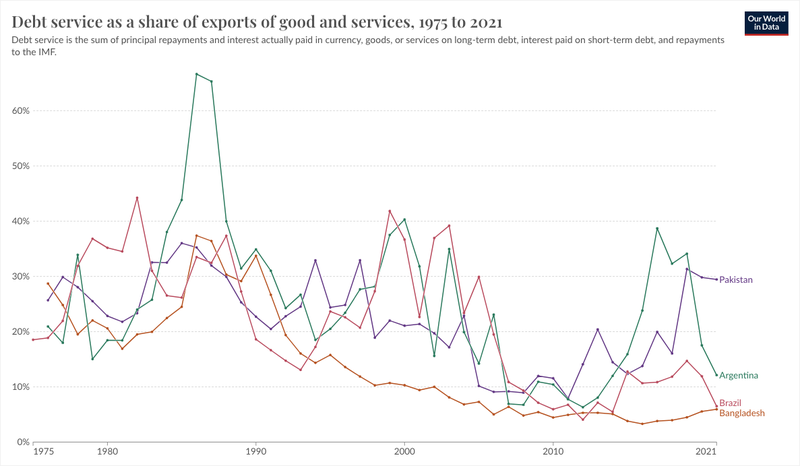 Debt service as a share of exports of good and services, 1975 to 2021
Our World
in Data
Debt service is the sum of principal repayments and interest actually paid in currency, goods, or services on long-term debt, interest paid on short-term debt, and repayments
to the IMF.
60%
50%
40%
30%
20%
10%
0%
Pakistan
Argentina
Brazil
Bangladesh
1975
1980
1990
2000
2010
2021